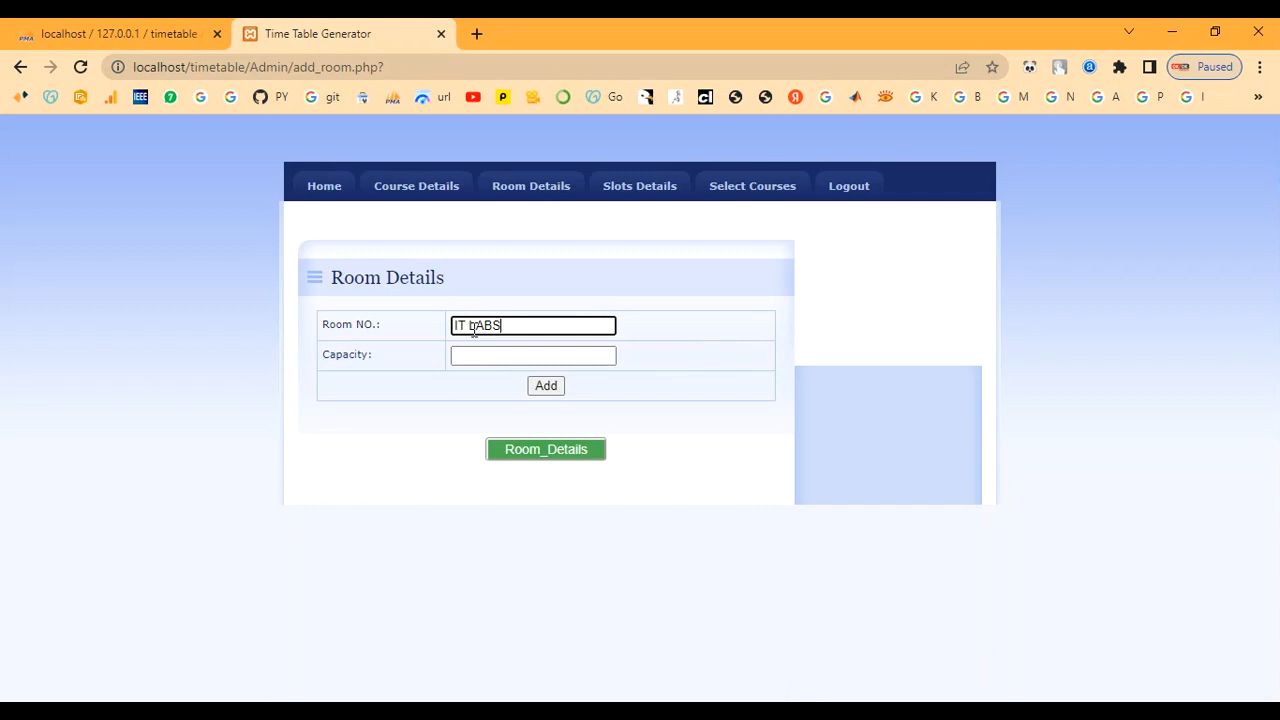 localhost / 127.0.0.1 / timetable
Time Table Generator
localhost/timetable/Admin/add_room.php?
Paused
IEEE
PY
git
url
Go
K
B
M
N
A
P
I
»
Home
Course Details
Room Details
Slots Details
Select Courses
Logout
Room Details
Room NO.:
IT LABS
Capacity:
Add
Room_Details